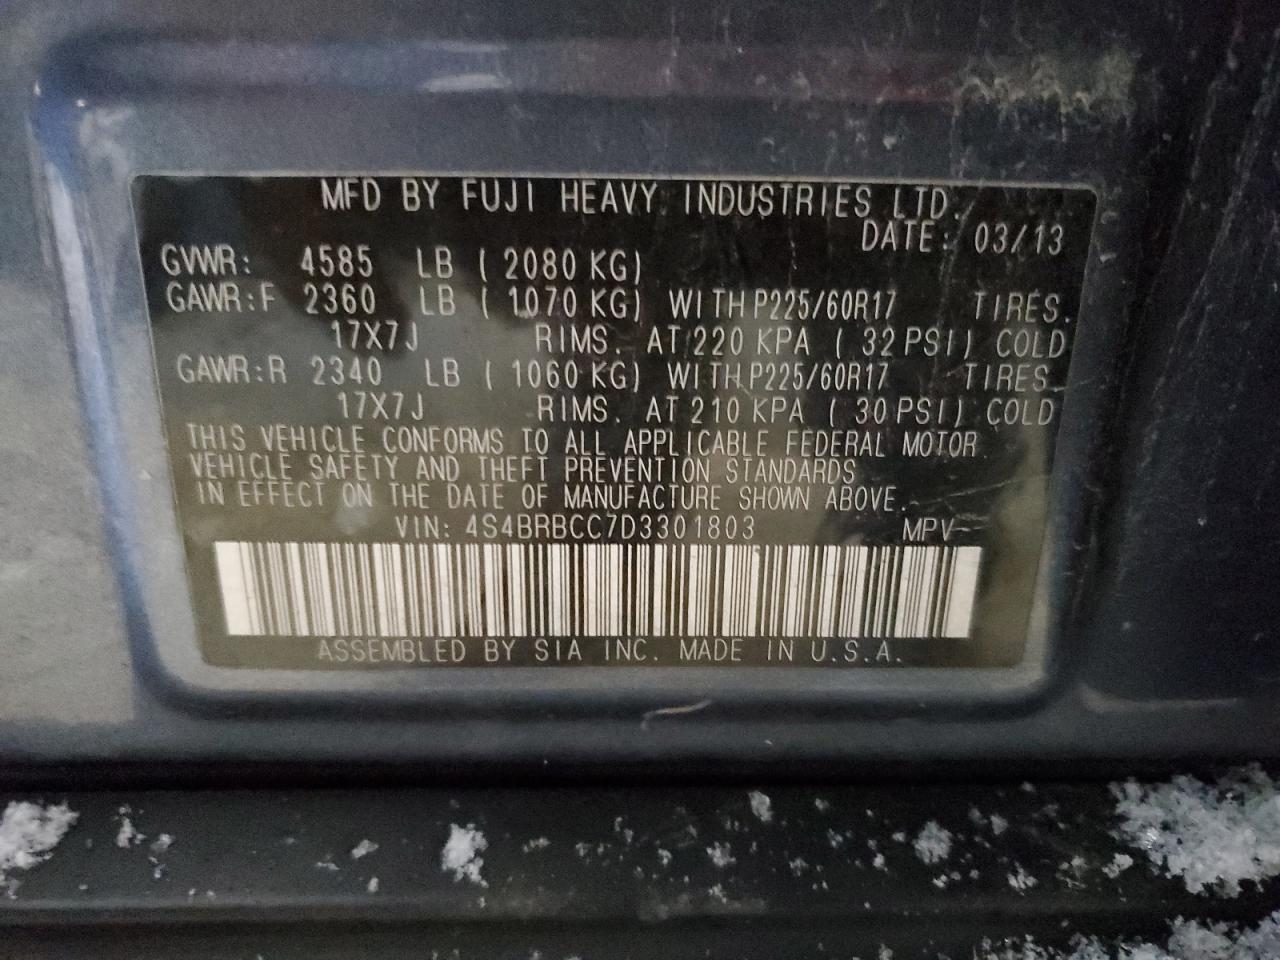 MFD BY FUJI HEAVY INDUSTRIES LTD.
DATE: 03/13
GVWR: 4585 LB ( 2080 KG)
GAWR:F 2360 LB ( 1070 KG) WITH P225/60R17 TIRES.
17X7J RIMS. AT 220 KPA ( 32 PSI) COLD
GAWR:R 2340 LB ( 1060 KG) WITH P225/60R17 TIRES
17X7J RIMS. AT 210 KPA ( 30 PSI) COLD
THIS VEHICLE CONFORMS TO ALL APPLICABLE FEDERAL MOTOR
VEHICLE SAFETY AND THEFT PREVENTION STANDARDS
IN EFFECT ON THE DATE OF MANUFACTURE SHOWN ABOVE.
VIN: 4S4BRBCC7D3301803 MPV
ASSEMBLED BY SIA INC. MADE IN U.S.A.